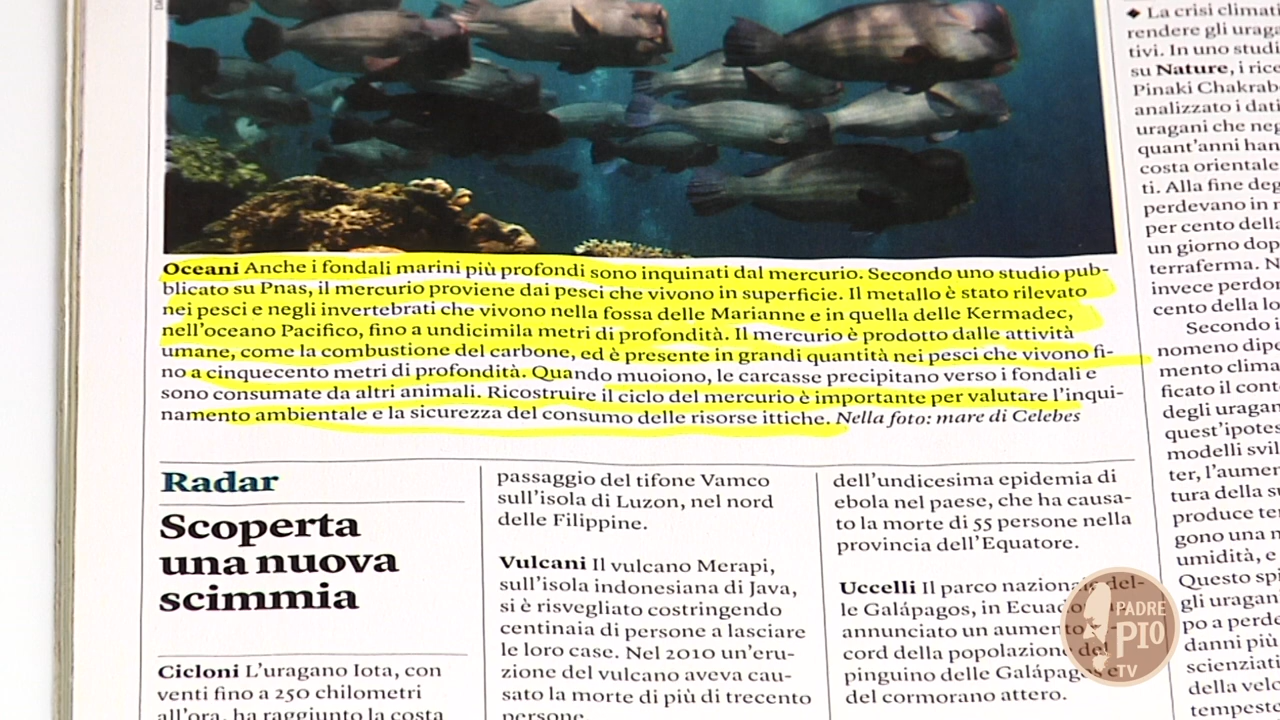 Oceani Anche i fondali marini più profondi sono inquinati dal mercurio. Secondo uno studio pub-
blicato su Pnas, il mercurio proviene dai pesci che vivono in superficie. Il metallo è stato rilevato
nei pesci e negli invertebrati che vivono nella fossa delle Marianne e in quella delle Kermadec,
nell'oceano Pacifico, fino a undicimila metri di profondità. Il mercurio è prodotto dalle attività
umane, come la combustione del carbone, ed è presente in grandi quantità nei pesci che vivono fi-
no a cinquecento metri di profondità. Quando muoiono, le carcasse precipitano verso i fondali e
sono consumate da altri animali. Ricostruire il ciclo del mercurio è importante per valutare l'inqui-
namento ambientale e la sicurezza del consumo delle risorse ittiche. Nella foto: mare di Celebes
Radar
Scoperta
una nuova
scimmia
Cicloni L'uragano Iota, con
venti fino a 250 chilometri
all'ora, ha raggiunto la costa
passaggio del tifone Vamco
sull'isola di Luzon, nel nord
delle Filippine.
Vulcani Il vulcano Merapi,
sull'isola indonesiana di Java,
si è risvegliato costringendo
centinaia di persone a lasciare
le loro case. Nel 2010 un'eru-
zione del vulcano aveva cau-
sato la morte di più di trecento
persone.
dell'undicesima epidemia di
ebola nel paese, che ha causa-
to la morte di 55 persone nella
provincia dell'Equatore.
Uccelli Il parco nazionale del-
le Galápagos, in Ecuador
annunciato un aumento
cord della popolazione del
pinguino delle Galápagos e
del cormorano attero.
◆ La crisi climati
rendere gli uraga
tivi. In uno studi
su Nature, i rice
Pinaki Chakrab
analizzato i dati
uragani che neg
quant'anni han
costa orientale
ti. Alla fine deg
perdevano in
per cento della
un giorno dop
terraferma. N
invece perdon
cento della lo
Secondo i
nomeno dipe
mento clima
ficato il cont
degli uragan
quest'ipotes
modelli svil
ter, l'aumen
tura della su
produce ten
gono una m
umidità, e
Questo spi
gli uragan
po a perde
danni più
scienziati
della velo
tempeste
PADRE
PIO
TV